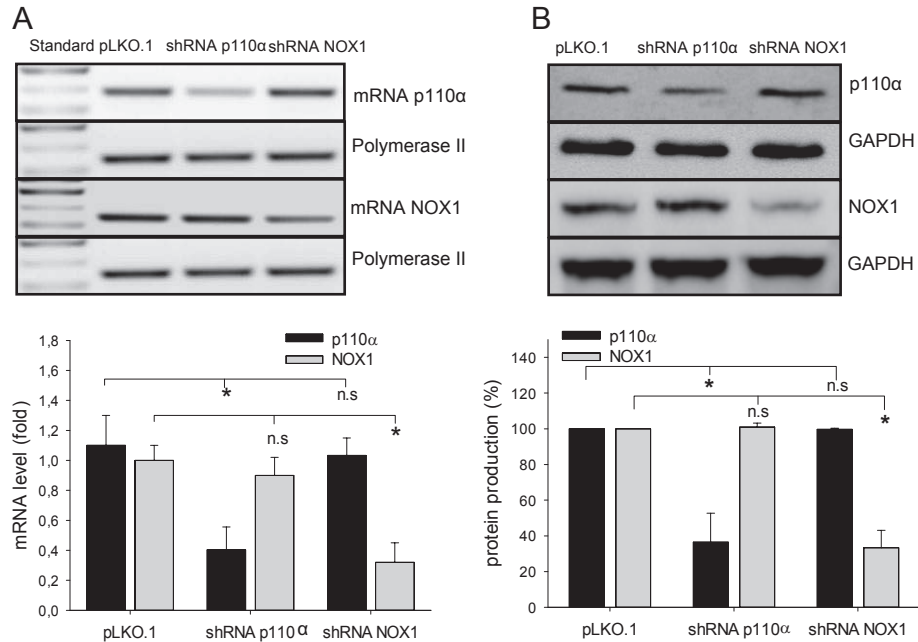 A
Standard pLKO.1 shRNA p110α shRNA NOX1
mRNA p110α
Polymerase II
mRNA NOX1
Polymerase II
p110α
NOX1
mRNA level (fold)
1,8
1,6
1,4
1,2
1,0
0,8
0,6
0,4
0,2
0,0
*
n.s
n.s
*
pLKO.1 shRNA p110α shRNA NOX1
B
pLKO.1 shRNA p110α shRNA NOX1
p110α
GAPDH
NOX1
GAPDH
p110α
NOX1
protein production (%)
140
120
100
80
60
40
20
0
*
n.s
n.s
*
pLKO.1 shRNA p110α shRNA NOX1